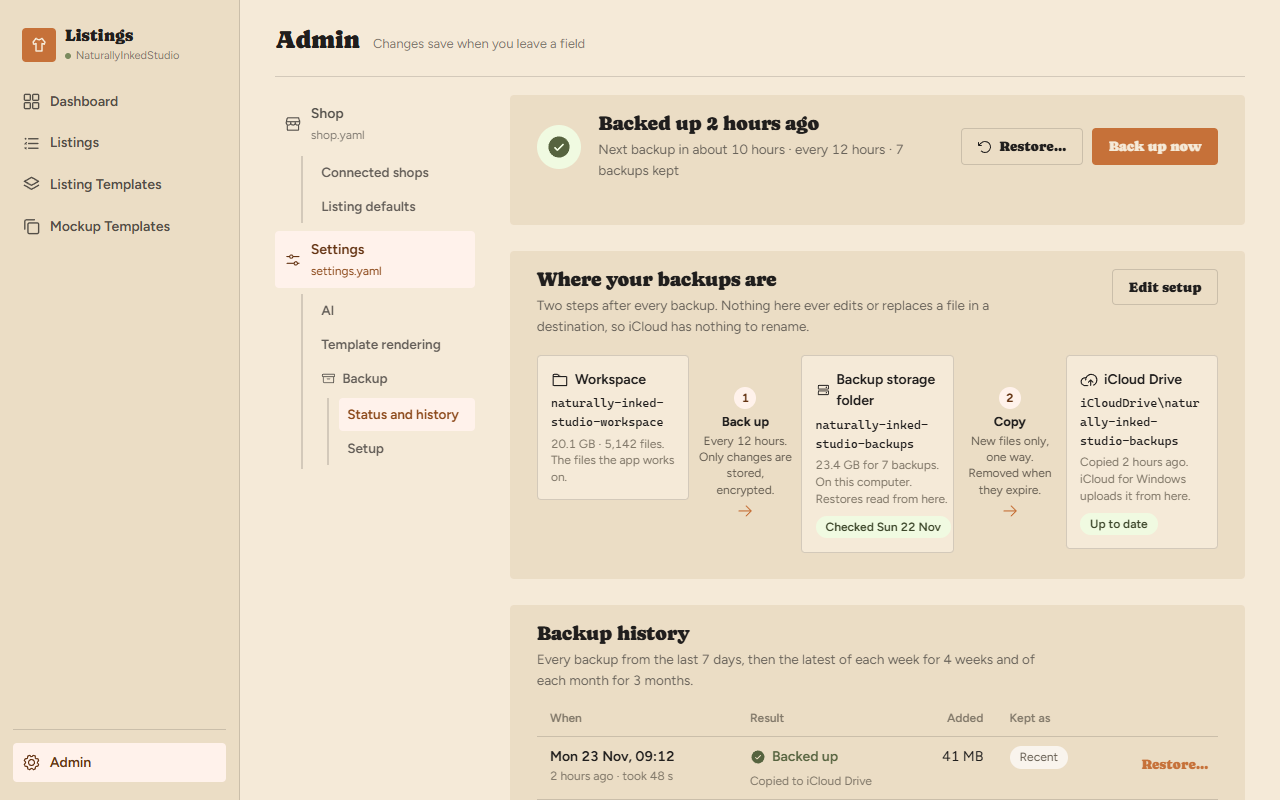 Listings
NaturallyInkedStudio
Dashboard
Listings
Listing Templates
Mockup Templates
Admin
Admin
Changes save when you leave a field
Shop
shop.yaml
Connected shops
Listing defaults
Settings
settings.yaml
AI
Template rendering
Backup
Status and history
Setup
Backed up 2 hours ago
Next backup in about 10 hours · every 12 hours · 7
backups kept
Restore...
Back up now
Where your backups are
Two steps after every backup. Nothing here ever edits or replaces a file in a
destination, so iCloud has nothing to rename.
Edit setup
Workspace
naturally-inked-
studio-workspace
20.1 GB · 5,142 files.
The files the app works
on.
1
Back up
Every 12 hours.
Only changes are
stored,
encrypted.
→
Backup storage
folder
naturally-inked-
studio-backups
23.4 GB for 7 backups.
On this computer.
Restores read from here.
Checked Sun 22 Nov
2
Copy
New files only,
one way.
Removed when
they expire.
→
iCloud Drive
iCloudDrive\natur
ally-inked-
studio-backups
Copied 2 hours ago.
iCloud for Windows
uploads it from here.
Up to date
Backup history
Every backup from the last 7 days, then the latest of each week for 4 weeks and of
each month for 3 months.
When
Result
Added
Kept as
Mon 23 Nov, 09:12
2 hours ago · took 48 s
Backed up
Copied to iCloud Drive
41 MB
Recent
Restore...